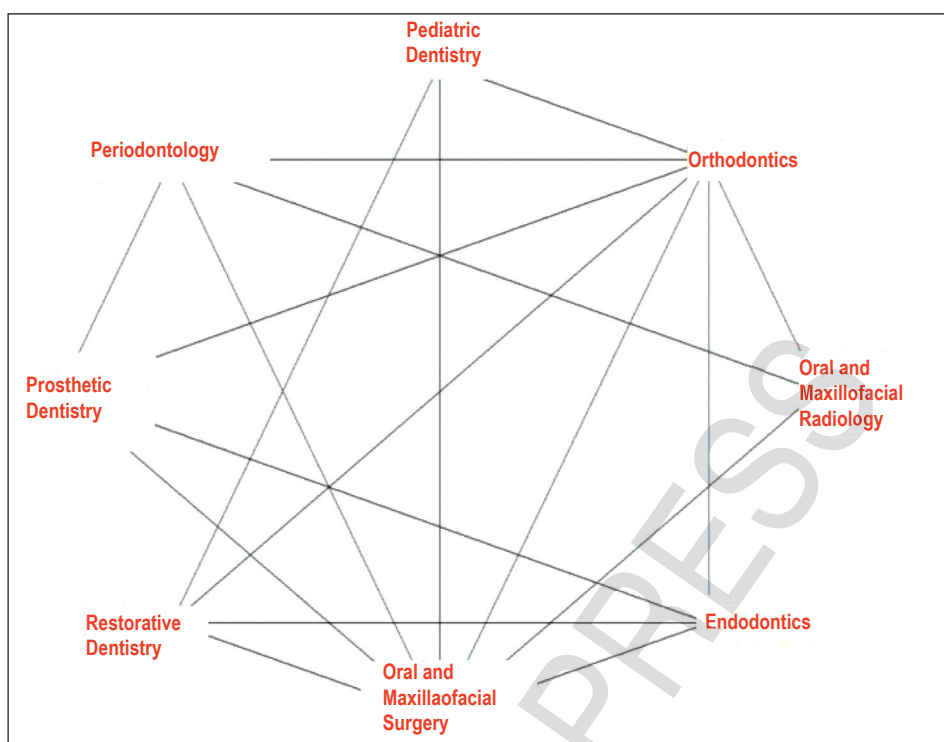 Pediatric
Dentistry
Periodontology
Orthodontics
Prosthetic
Dentistry
Oral and
Maxillofacial
Radiology
Restorative
Dentistry
Endodontics
Oral and
Maxillaofacial
Surgery
PRESS